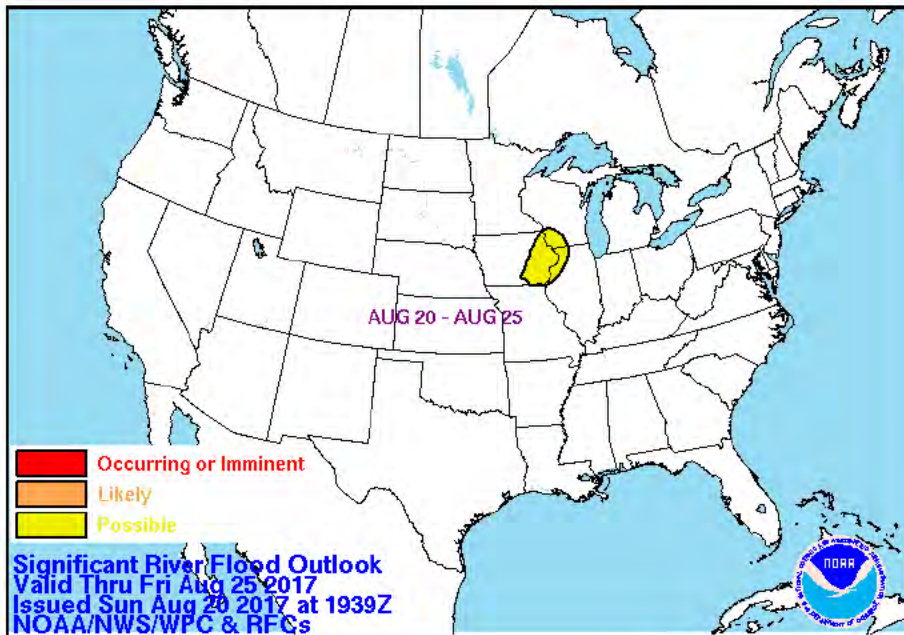 AUG 20 - AUG 25
Occurring or Imminent
Likely
Possible
Significant River Flood Outlook
Valid Thru Fri Aug 25 2017
Issued Sun Aug 20 2017 at 1939Z
NOAA/NWS/WPC & RFCs
NOAA